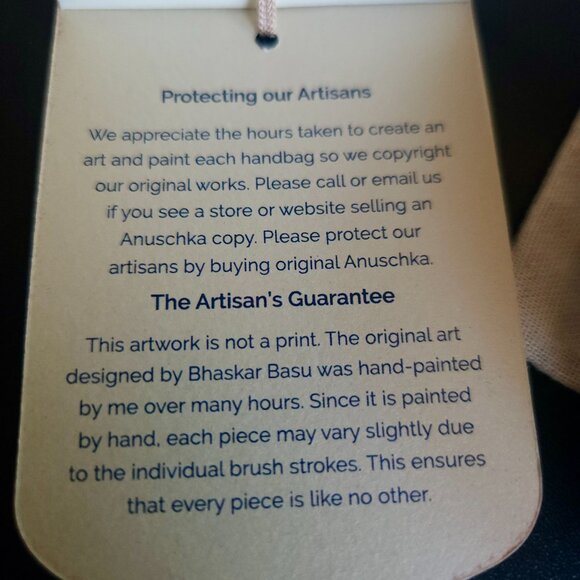 Protecting our Artisans
We appreciate the hours taken to create an
art and paint each handbag so we copyright
our original works. Please call or email us
if you see a store or website selling an
Anuschka copy. Please protect our
artisans by buying original Anuschka.
The Artisan's Guarantee
This artwork is not a print. The original art
designed by Bhaskar Basu was hand-painted
by me over many hours. Since it is painted
by hand, each piece may vary slightly due
to the individual brush strokes. This ensures
that every piece is like no other.